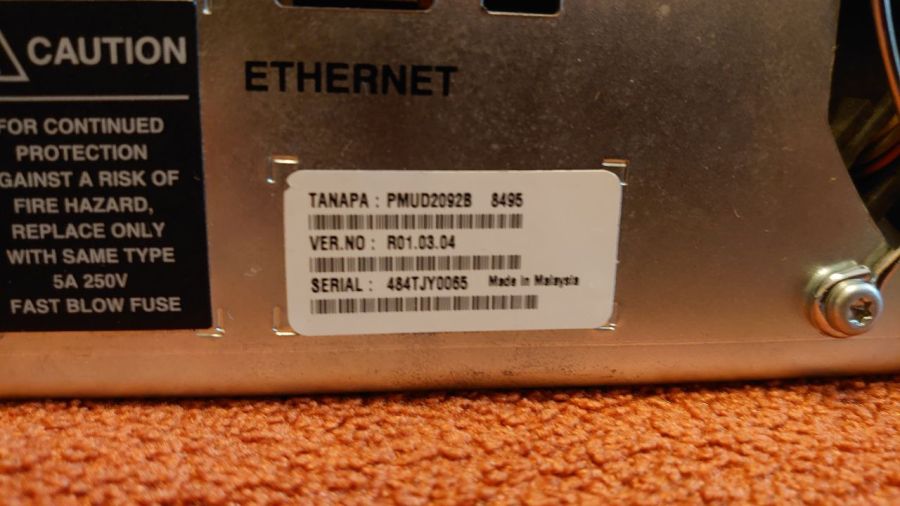 CAUTION
FOR CONTINUED
PROTECTION
AGAINST A RISK OF
FIRE HAZARD,
REPLACE ONLY
WITH SAME TYPE
5A 250V
FAST BLOW FUSE
ETHERNET
TANAPA : PMUD2092B 8495
VER.NO : R01.03.04
SERIAL : 484TJY0065 Made in Malaysia